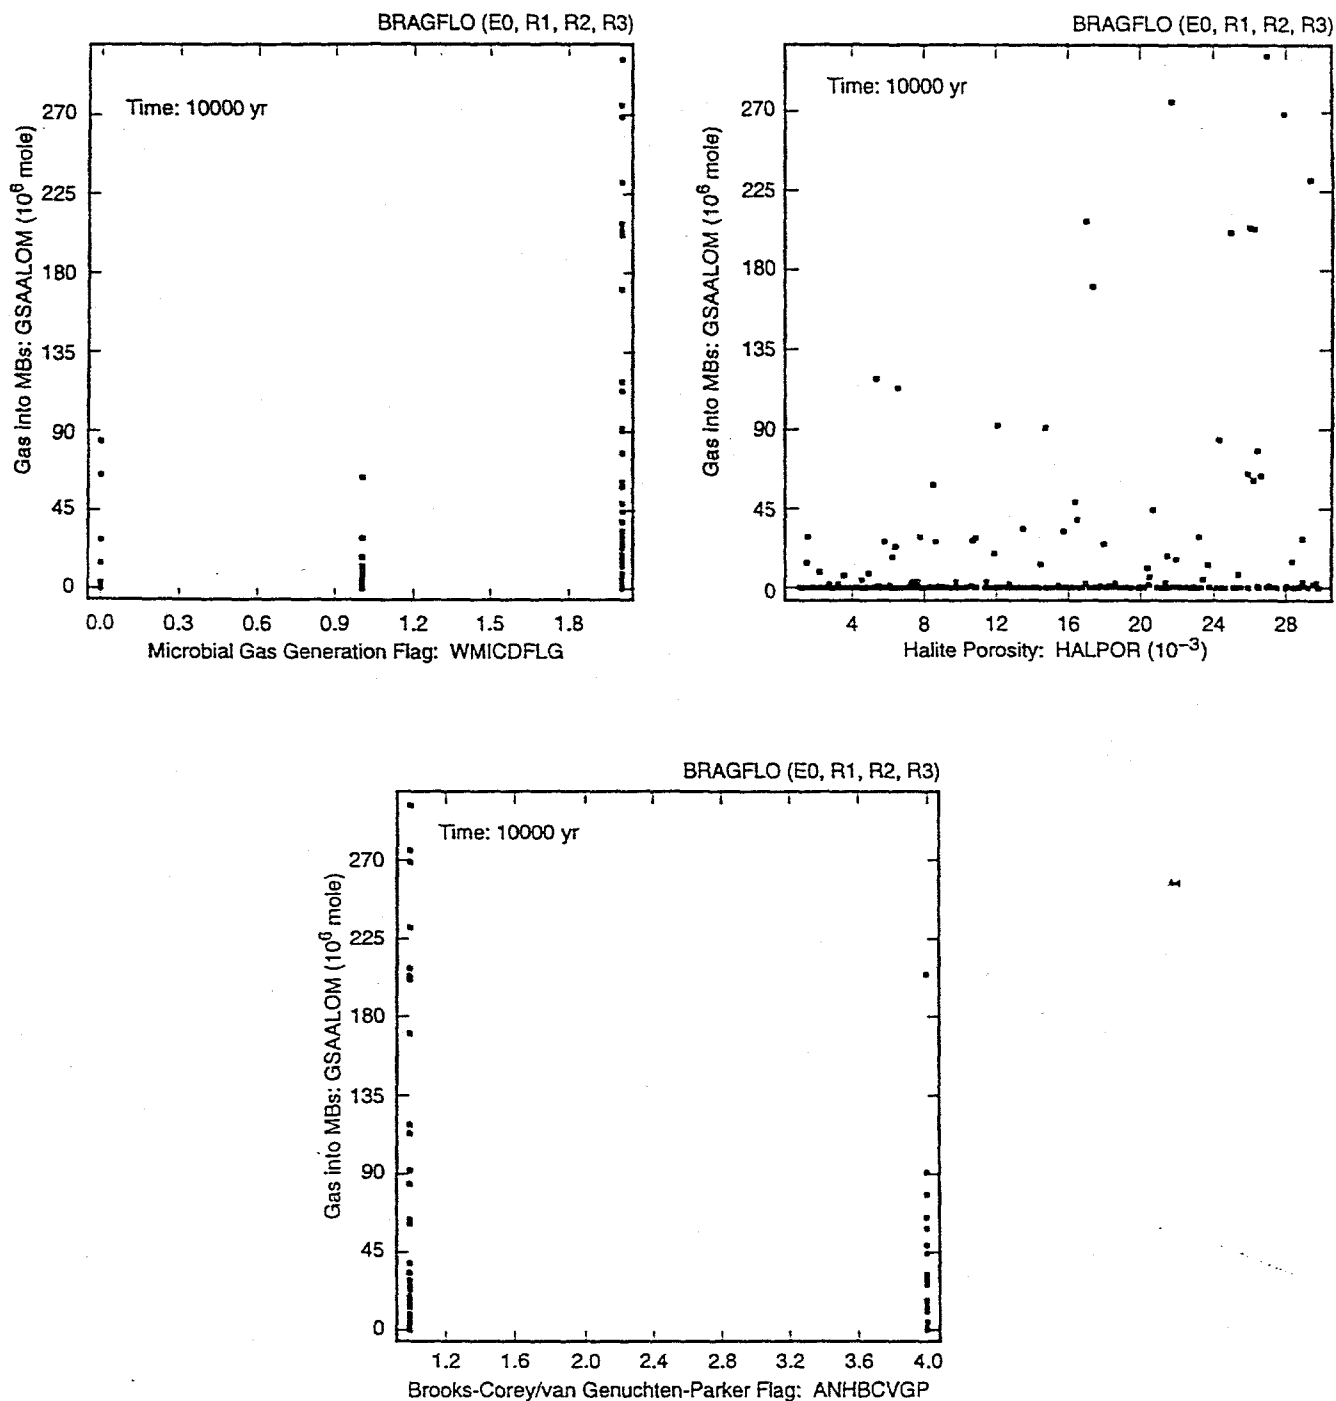 BRAGFLO (E0, R1, R2, R3)
Time: 10000 yr
Gas into MBs: GSAALOM (10⁶ mole)
270
225
180
135
90
45
0
0.0 0.3 0.6 0.9 1.2 1.5 1.8
Microbial Gas Generation Flag: WMICDFLG
BRAGFLO (E0, R1, R2, R3)
Time: 10000 yr
Gas into MBs: GSAALOM (10⁶ mole)
270
225
180
135
90
45
0
4 8 12 16 20 24 28
Halite Porosity: HALPOR (10⁻³)
BRAGFLO (E0, R1, R2, R3)
Time: 10000 yr
Gas into MBs: GSAALOM (10⁶ mole)
270
225
180
135
90
45
0
1.2 1.6 2.0 2.4 2.8 3.2 3.6 4.0
Brooks-Corey/van Genuchten-Parker Flag: ANHBCVGP